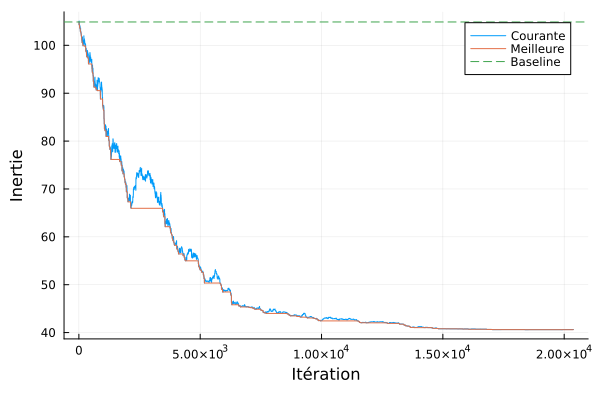 Courante
Meilleure
Baseline
100
90
80
70
60
50
40
Inertie
0
5.00×10³
1.00×10⁴
1.50×10⁴
2.00×10⁴
Itération